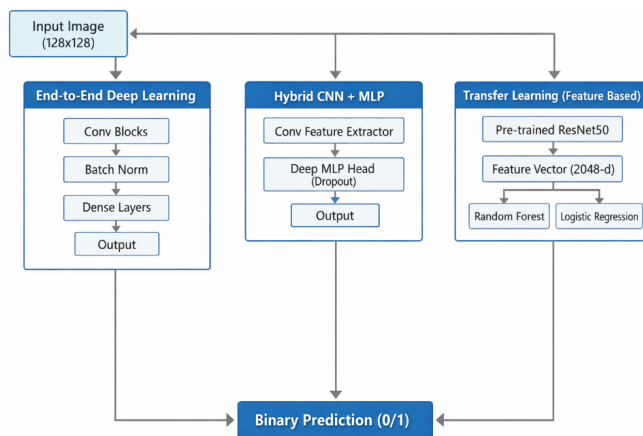 Input Image
(128x128)
End-to-End Deep Learning
Conv Blocks
Batch Norm
Dense Layers
Output
Hybrid CNN + MLP
Conv Feature Extractor
Deep MLP Head
(Dropout)
Output
Transfer Learning (Feature Based)
Pre-trained ResNet50
Feature Vector (2048-d)
Random Forest
Logistic Regression
Binary Prediction (0/1)